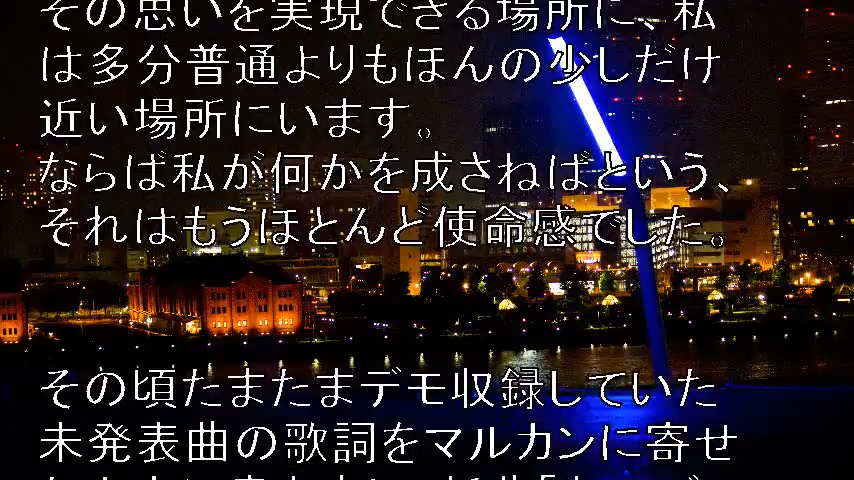 その思いを実現できる場所に、私
は多分普通よりもほんの少しだけ
近い場所にいます。
ならば私が何かを成さねばという、
それはもうほとんど使命感でした。
その頃たまたまデモ収録していた
未発表曲の歌詞をマルカンに寄せ